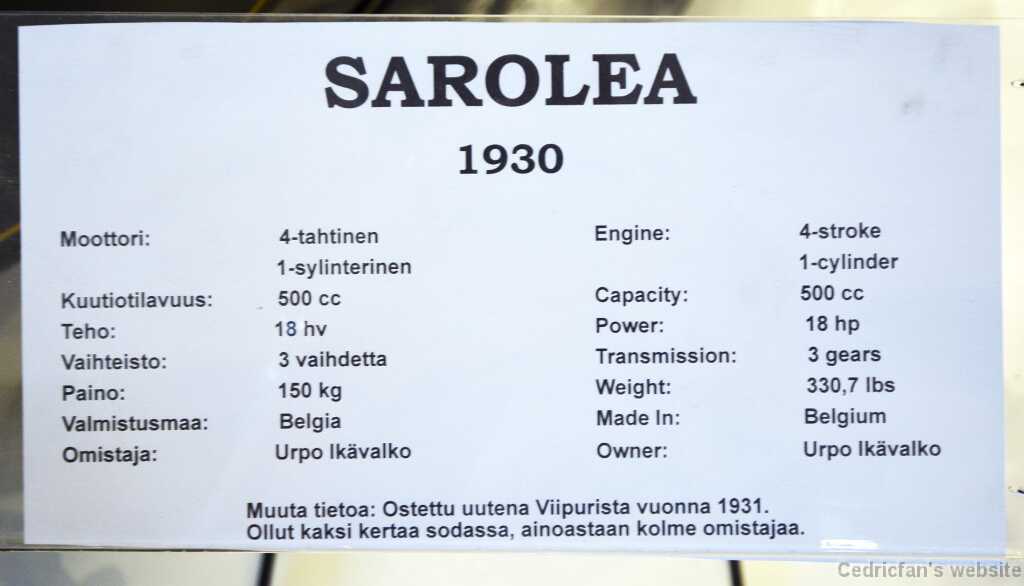 SAROLEA
1930
Moottori: 4-tahtinen
1-sylinterinen
Kuutiotilavuus: 500 cc
Teho: 18 hv
Vaihteisto: 3 vaihdetta
Paino: 150 kg
Valmistusmaa: Belgia
Omistaja: Urpo Ikävalko
Engine: 4-stroke
1-cylinder
Capacity: 500 cc
Power: 18 hp
Transmission: 3 gears
Weight: 330,7 lbs
Made In: Belgium
Owner: Urpo Ikävalko
Muuta tietoa: Ostettu uutena Viipurista vuonna 1931.
Ollut kaksi kertaa sodassa, ainoastaan kolme omistajaa.
Cedricfan's website